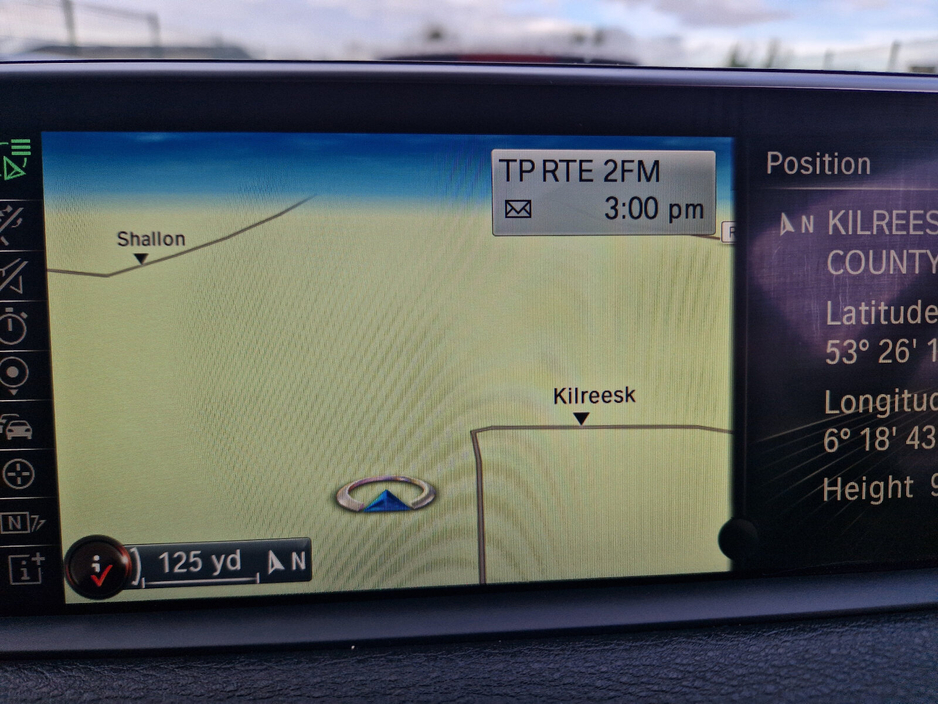 TP RTE 2FM
3:00 pm
Position
Shallon
N KILREES
COUNTY
Latitude
53° 26' 1
Longitud
6° 18' 43
Kilreesk
Height 9
125 yd N
N
i